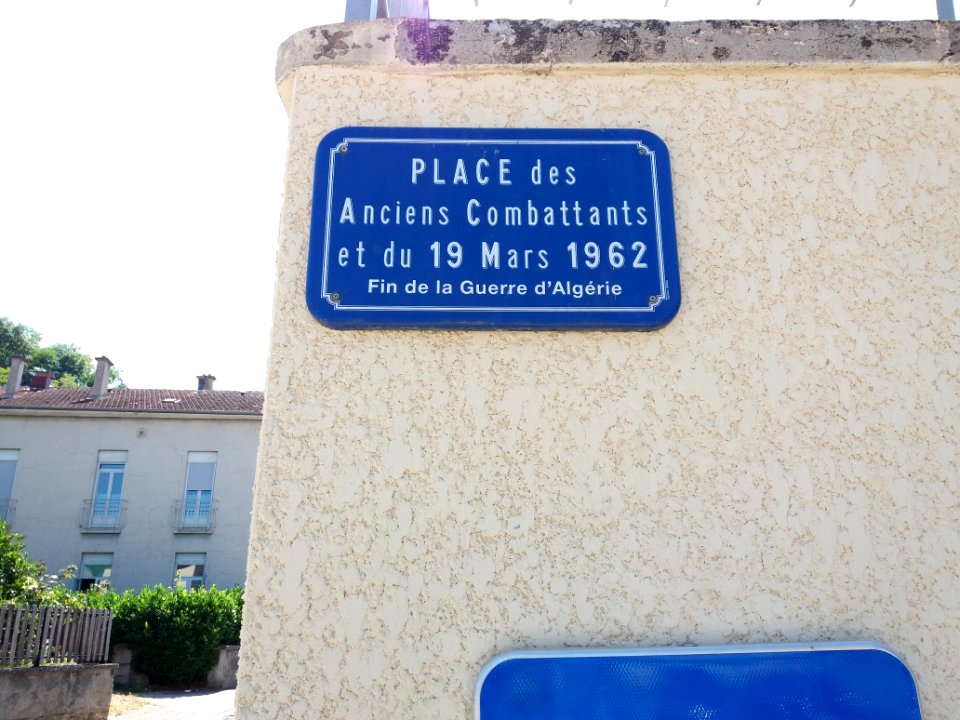 PLACE des
Anciens Combattants
et du 19 Mars 1962
Fin de la Guerre d'Algérie